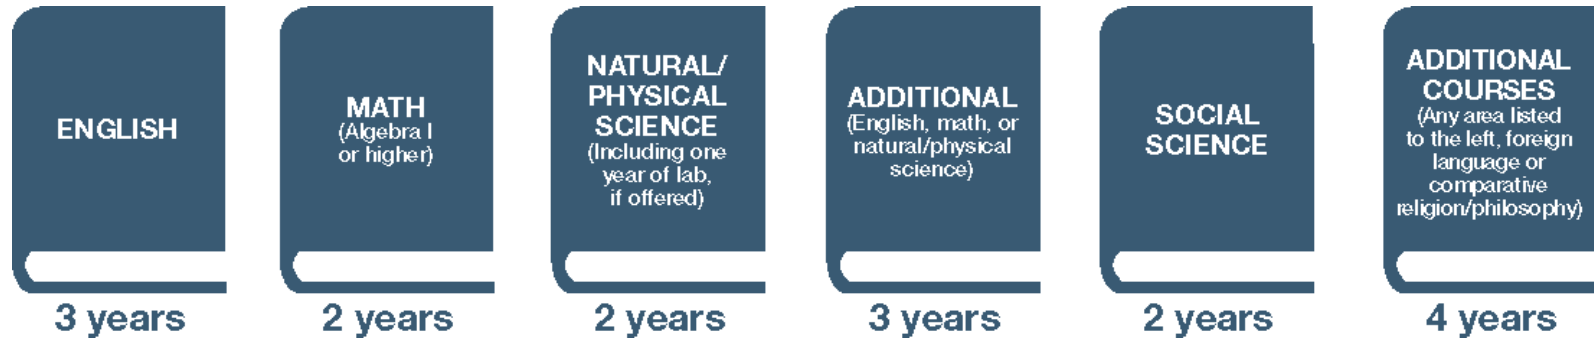 ENGLISH
3 years
MATH
(Algebra I
or higher)
2 years
NATURAL/
PHYSICAL
SCIENCE
(Including one
year of lab,
if offered)
2 years
ADDITIONAL
(English, math, or
natural/physical
science)
3 years
SOCIAL
SCIENCE
2 years
ADDITIONAL
COURSES
(Any area listed
to the left, foreign
language or
comparative
religion/philosophy)
4 years